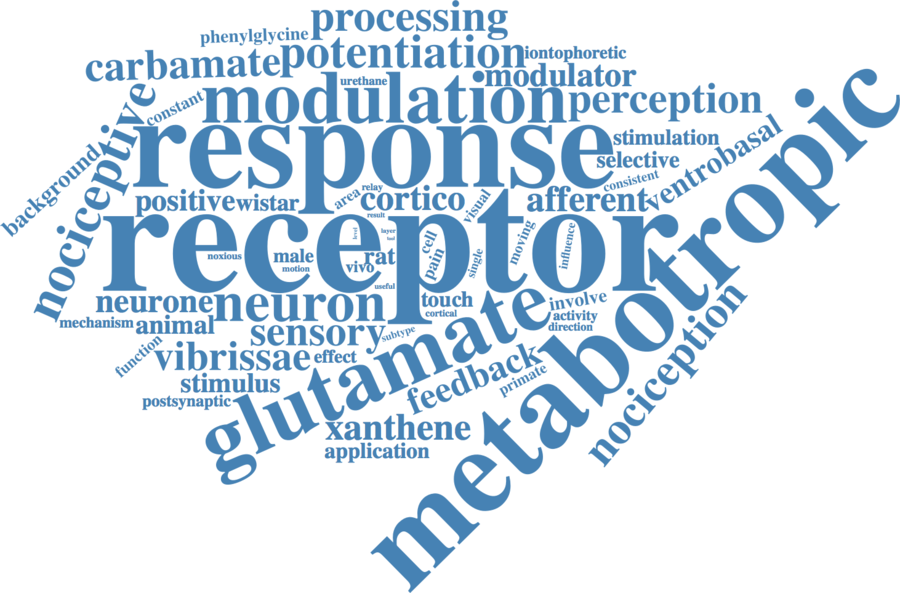 processing
phenylglycine
potentiation
iontophoretic
carbamate
urethane
modulator
constant
modulation
perception
nociceptive
response
stimulation
selective
background
consistent
ventrobasal
metabotropic
relay
area
positive
wistar
cortico
visual
afferent
result
receptor
level
layer
tool
cell
moving
influence
noxious
male
motion
vivo
rat
pain
single
useful
neurone
neuron
touch
cortical
involve
activity
direction
mechanism
animal
sensory
subtype
glutamate
function
vibrissae
effect
feedback
primate
nociception
stimulus
postsynaptic
xanthene
application